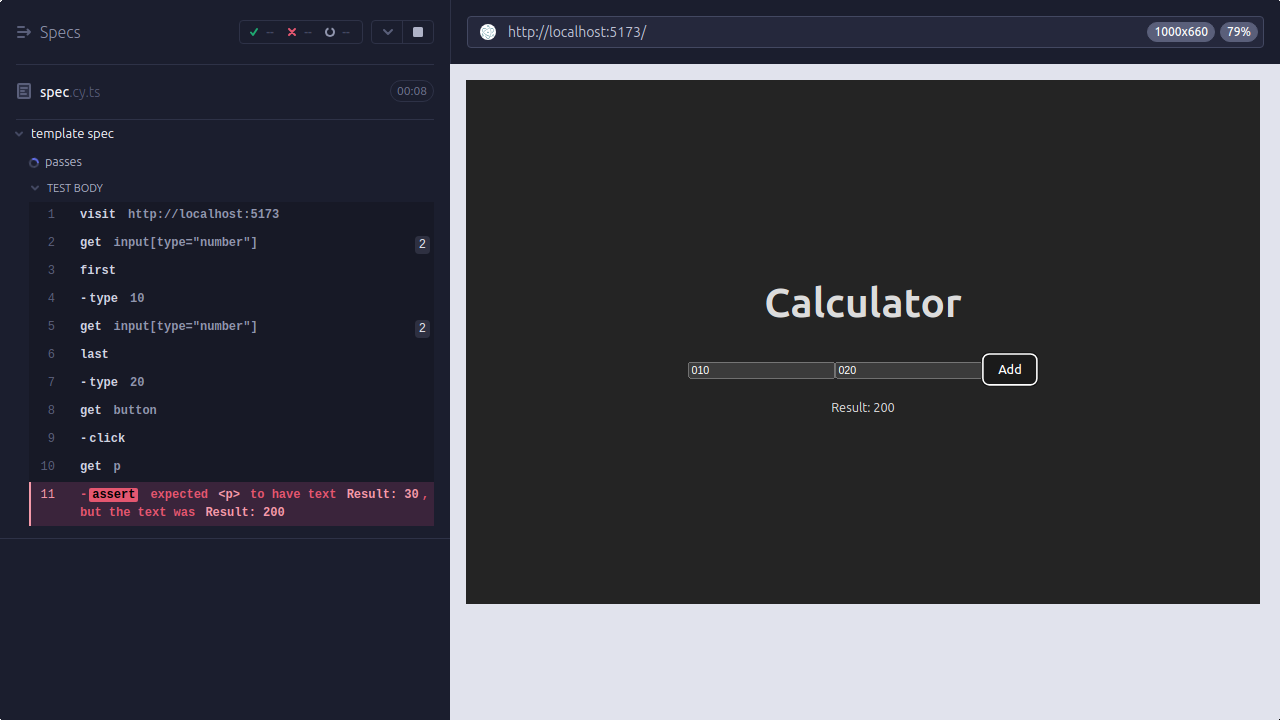 Specs -- -- --
spec.cy.ts 00:08
template spec
passes
TEST BODY
1 visit http://localhost:5173
2 get input[type="number"] 2
3 first
4 -type 10
5 get input[type="number"] 2
6 last
7 -type 20
8 get button
9 -click
10 get p
11 -assert expected <p> to have text Result: 30,
but the text was Result: 200
http://localhost:5173/ 1000x660 79%
Calculator
010 020 Add
Result: 200